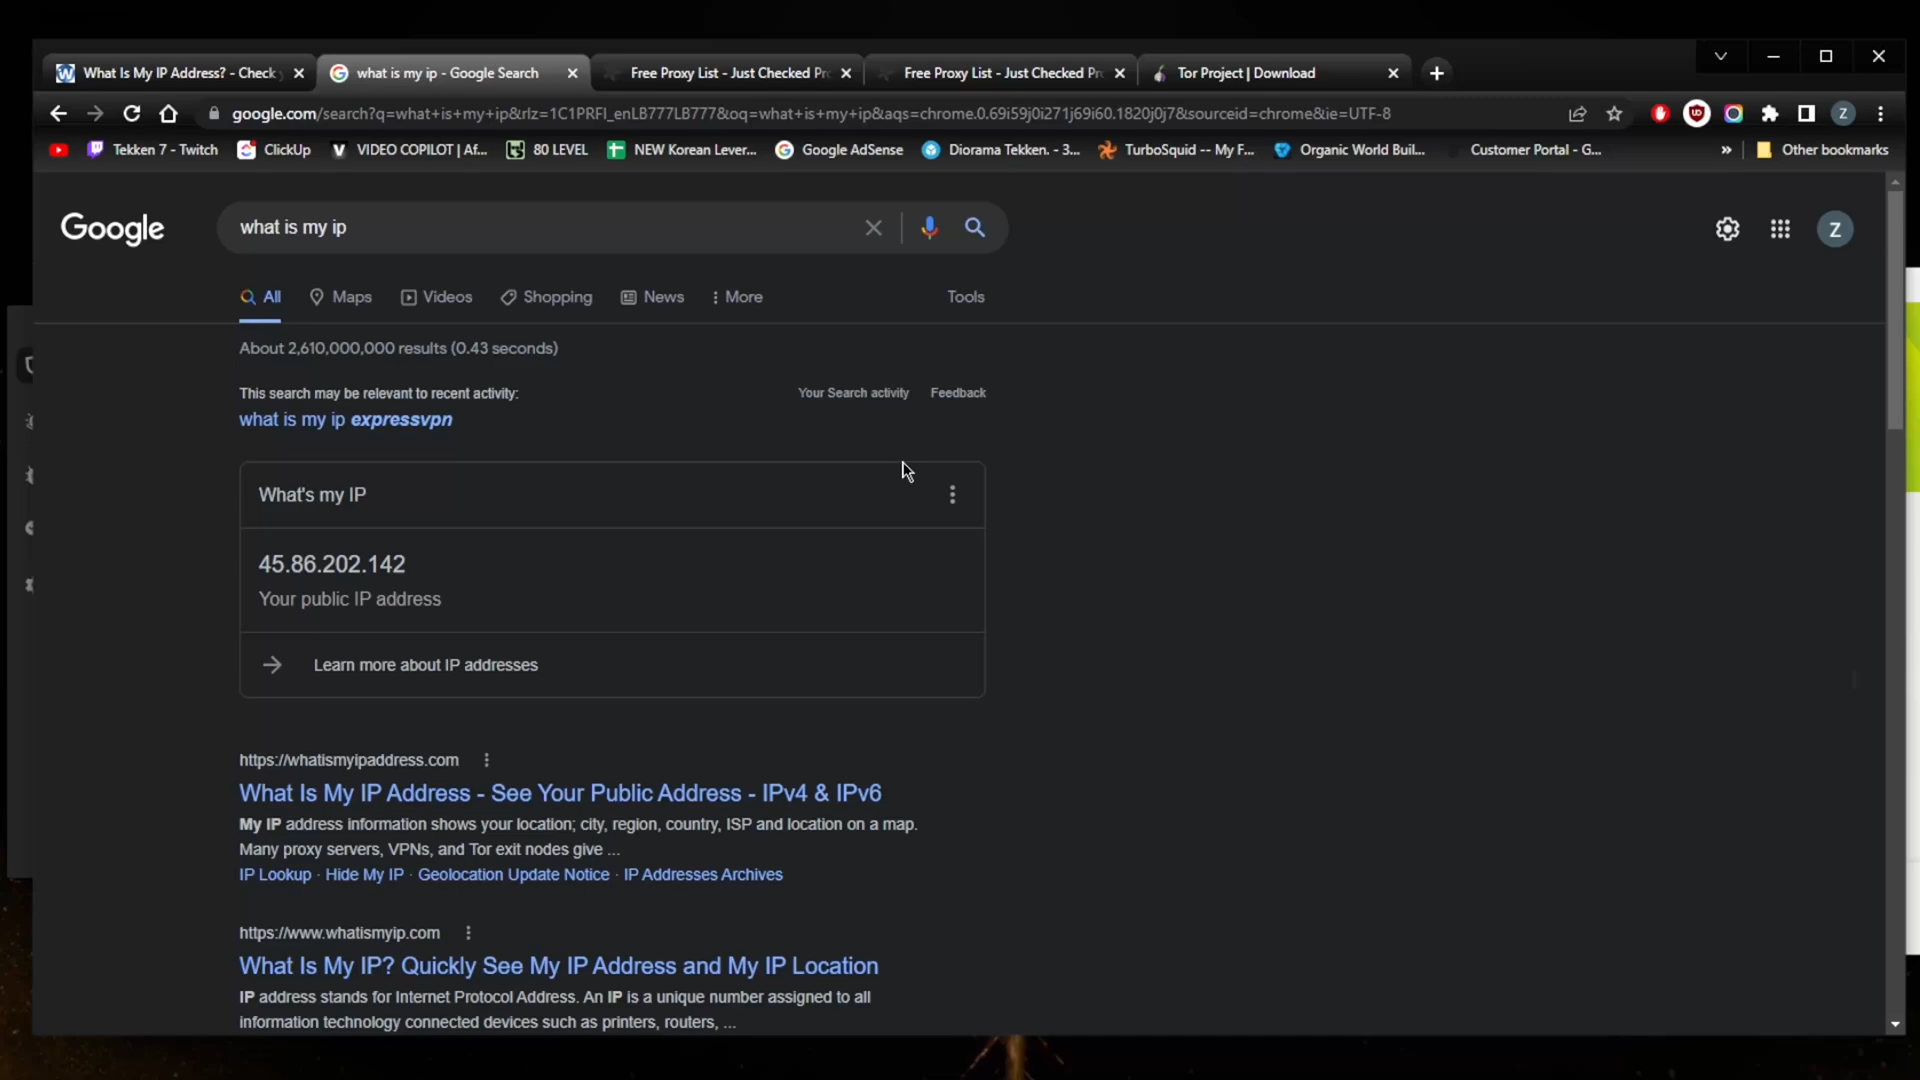 What Is My IP Address? - Check
what is my ip - Google Search
Free Proxy List - Just Checked Pr
Free Proxy List - Just Checked Pr
Tor Project | Download
google.com/search?q=what+is+my+ip&rlz=1C1PRFI_enLB777LB777&oq=what+is+my+ip&aqs=chrome.0.69i59j0i271j69i60.1820j0j7&sourceid=chrome&ie=UTF-8
Z
Tekken 7 - Twitch
ClickUp
VIDEO COPILOT | Af...
80 LEVEL
NEW Korean Lever...
Google AdSense
Diorama Tekken. - 3...
TurboSquid -- My F...
Organic World Buil...
Customer Portal - G...
»
Other bookmarks
Google
what is my ip
Z
All
Maps
Videos
Shopping
News
More
Tools
About 2,610,000,000 results (0.43 seconds)
This search may be relevant to recent activity:
Your Search activity
Feedback
what is my ip expressvpn
What's my IP
45.86.202.142
Your public IP address
Learn more about IP addresses
https://whatismyipaddress.com
What Is My IP Address - See Your Public Address - IPv4 & IPv6
My IP address information shows your location; city, region, country, ISP and location on a map.
Many proxy servers, VPNs, and Tor exit nodes give ...
IP Lookup · Hide My IP · Geolocation Update Notice · IP Addresses Archives
https://www.whatismyip.com
What Is My IP? Quickly See My IP Address and My IP Location
IP address stands for Internet Protocol Address. An IP is a unique number assigned to all
information technology connected devices such as printers, routers, ...